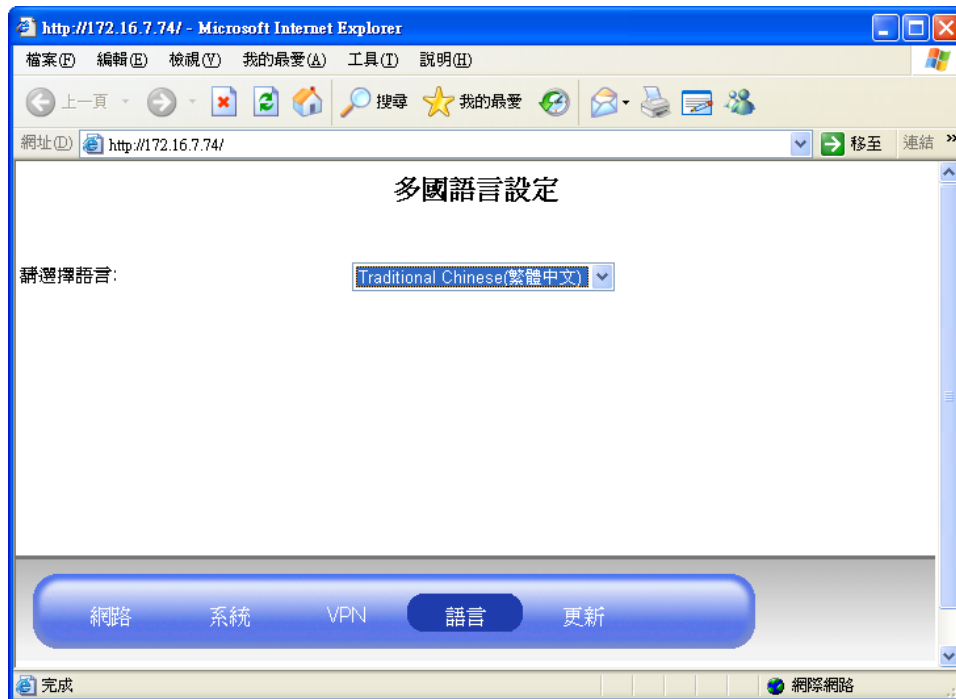 http://172.16.7.74/ - Microsoft Internet Explorer
檔案(F) 編輯(E) 檢視(V) 我的最愛(A) 工具(T) 說明(H)
上一頁 搜尋 我的最愛
網址(D) http://172.16.7.74/ 移至 連結 »
多國語言設定
請選擇語言: Traditional Chinese(繁體中文)
網路 系統 VPN 語言 更新
完成 網際網路